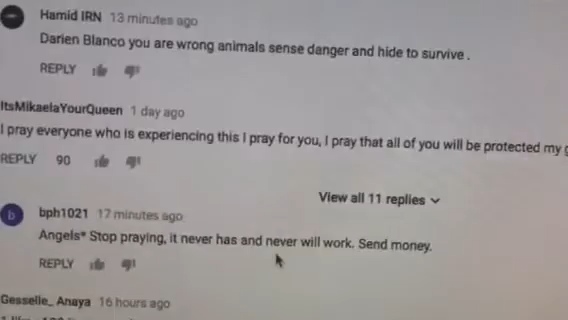 Hamid IRN 13 minutes ago
Darien Blanco you are wrong animals sense danger and hide to survive.
REPLY
ItsMikaelaYourQueen 1 day ago
I pray everyone who is experiencing this I pray for you, I pray that all of you will be protected my
REPLY 90
View all 11 replies
b
bph1021 17 minutes ago
Angels* Stop praying, it never has and never will work. Send money.
REPLY
Gesselle_ Anaya 16 hours ago